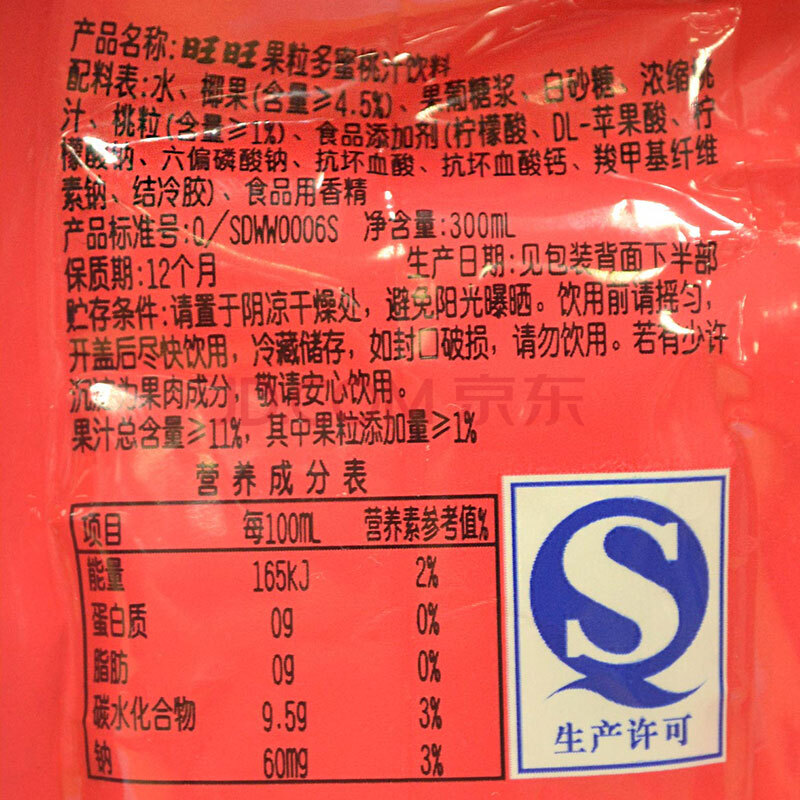 产品名称:旺旺果粒多蜜桃汁饮料
配料表:水、椰果(含量≥4.5%)、果葡糖浆、白砂糖、浓缩桃
汁、桃粒(含量≥1%)、食品添加剂(柠檬酸、DL-苹果酸、柠
檬酸钠、六偏磷酸钠、抗坏血酸、抗坏血酸钙、羧甲基纤维
素钠、结冷胶)、食品用香精
产品标准号:Q/SDWW0006S 净含量:300mL
保质期:12个月 生产日期:见包装背面下半部
贮存条件:请置于阴凉干燥处，避免阳光曝晒。饮用前请摇匀，
开盖后尽快饮用，冷藏储存，如封口破损，请勿饮用。若有少许
沉淀为果肉成分，敬请安心饮用。
JD.COM 京东
果汁总含量≥11%，其中果粒添加量≥1%
营养成分表
项目 每100mL 营养素参考值%
能量 165kJ 2%
蛋白质 0g 0%
脂肪 0g 0%
碳水化合物 9.5g 3%
钠 60mg 3%
S
生产许可